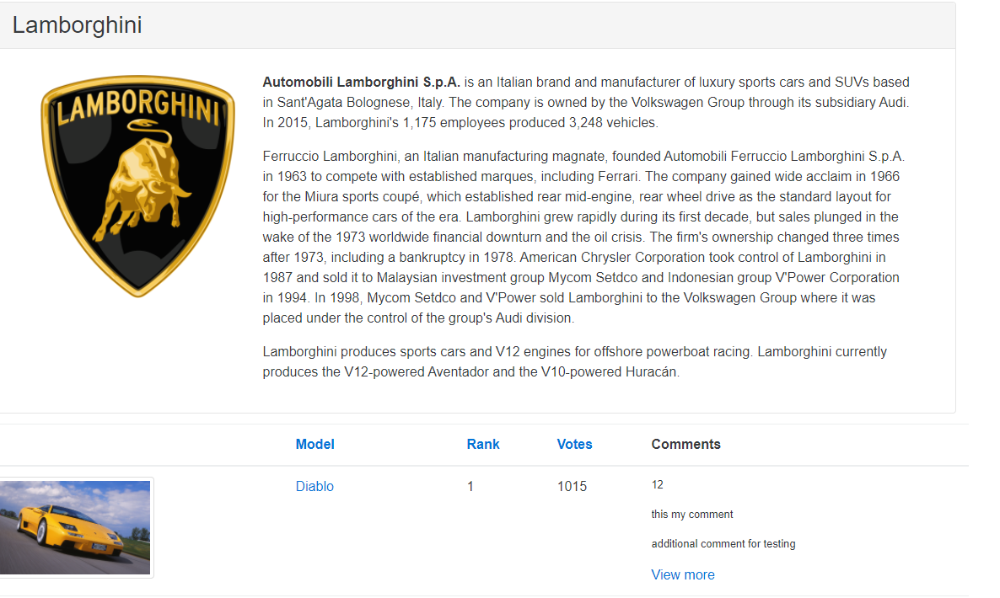 Lamborghini
LAMBORGHINI
Automobili Lamborghini S.p.A. is an Italian brand and manufacturer of luxury sports cars and SUVs based
in Sant'Agata Bolognese, Italy. The company is owned by the Volkswagen Group through its subsidiary Audi.
In 2015, Lamborghini's 1,175 employees produced 3,248 vehicles.
Ferruccio Lamborghini, an Italian manufacturing magnate, founded Automobili Ferruccio Lamborghini S.p.A.
in 1963 to compete with established marques, including Ferrari. The company gained wide acclaim in 1966
for the Miura sports coupé, which established rear mid-engine, rear wheel drive as the standard layout for
high-performance cars of the era. Lamborghini grew rapidly during its first decade, but sales plunged in the
wake of the 1973 worldwide financial downturn and the oil crisis. The firm's ownership changed three times
after 1973, including a bankruptcy in 1978. American Chrysler Corporation took control of Lamborghini in
1987 and sold it to Malaysian investment group Mycom Setdco and Indonesian group V'Power Corporation
in 1994. In 1998, Mycom Setdco and V'Power sold Lamborghini to the Volkswagen Group where it was
placed under the control of the group's Audi division.
Lamborghini produces sports cars and V12 engines for offshore powerboat racing. Lamborghini currently
produces the V12-powered Aventador and the V10-powered Huracán.
Model Rank Votes Comments
Diablo 1 1015 12
this my comment
additional comment for testing
View more